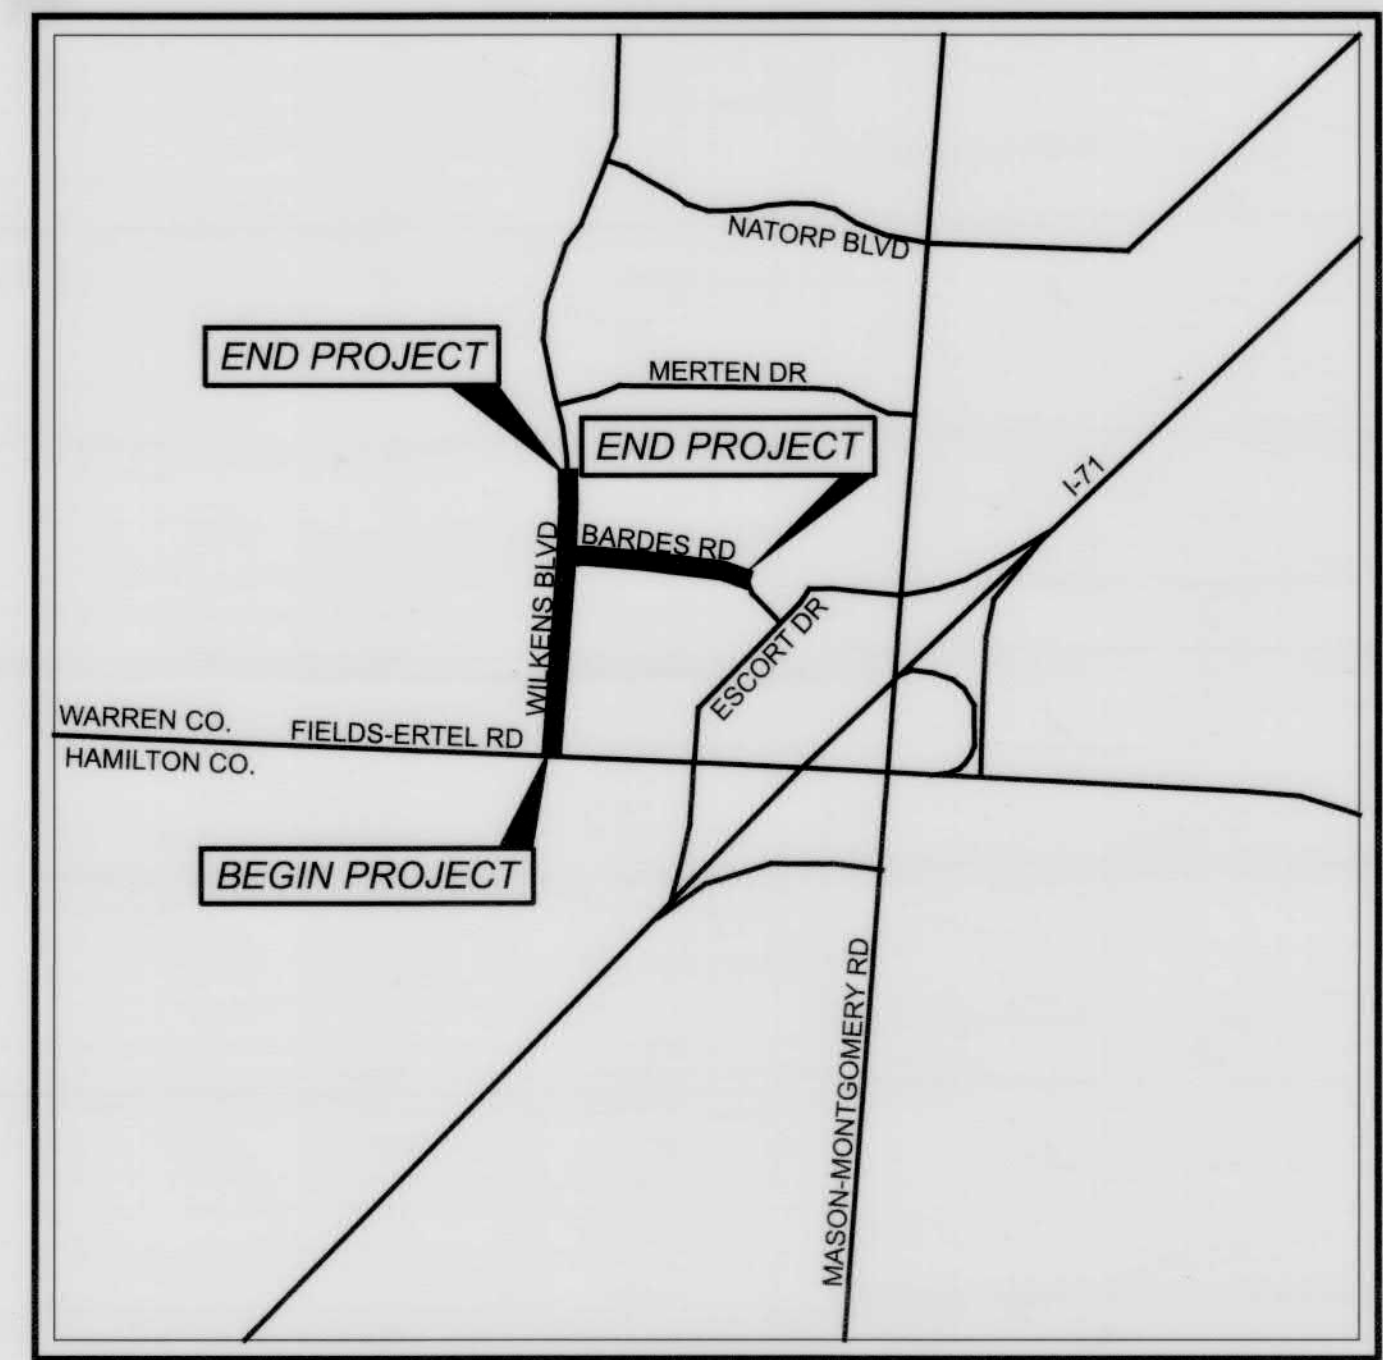 NATORP BLVD
END PROJECT
MERTEN DR
END PROJECT
I-71
BARDES RD
WILKENS BLVD
ESCORT DR
WARREN CO.
FIELDS-ERTEL RD
HAMILTON CO.
BEGIN PROJECT
MASON-MONTGOMERY RD